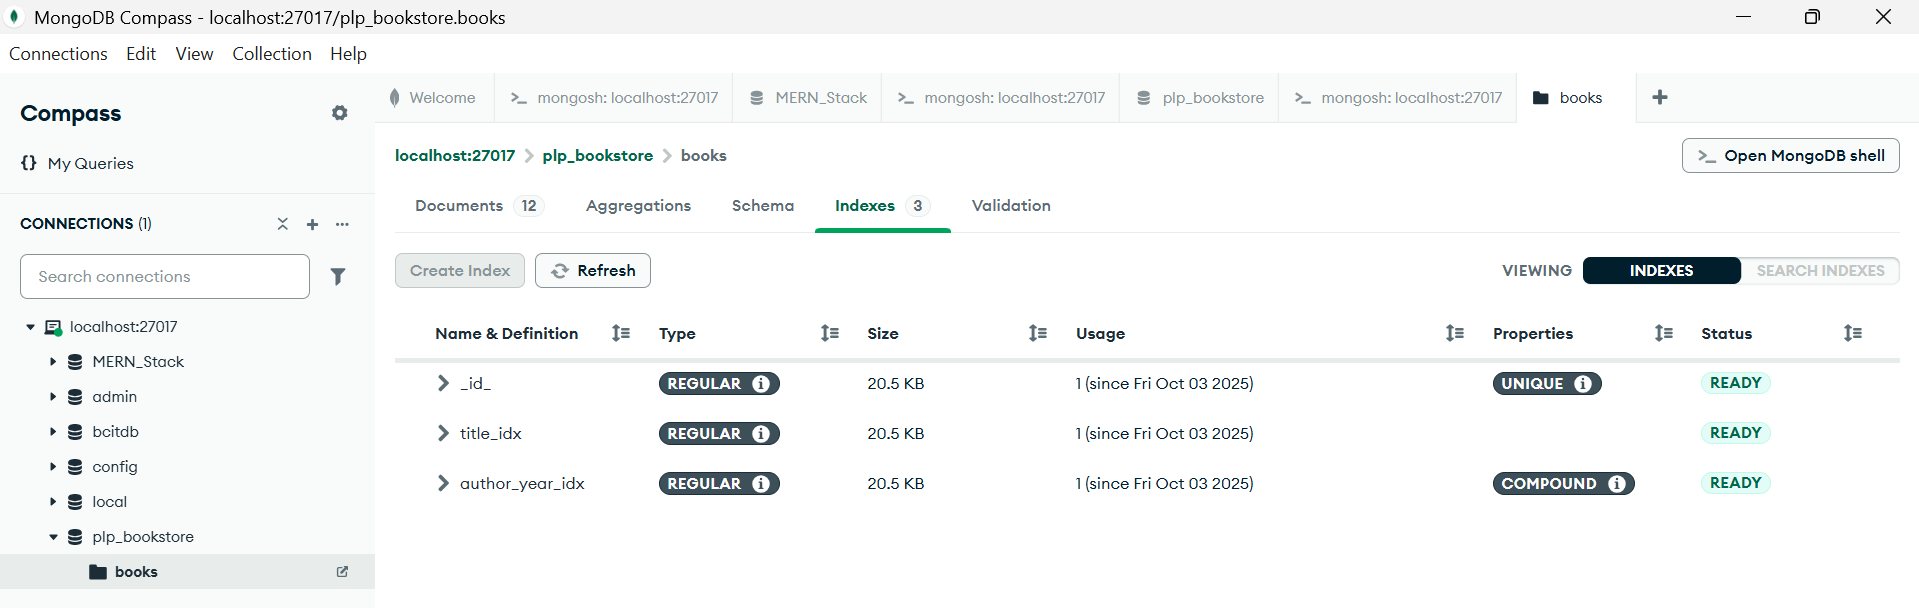 MongoDB Compass - localhost:27017/plp_bookstore.books
Connections Edit View Collection Help
Compass
{} My Queries
CONNECTIONS (1)
Search connections
localhost:27017
MERN_Stack
admin
bcitdb
config
local
plp_bookstore
books
Welcome >_ mongosh: localhost:27017 MERN_Stack >_ mongosh: localhost:27017 plp_bookstore >_ mongosh: localhost:27017 books +
localhost:27017 > plp_bookstore > books
>_ Open MongoDB shell
Documents 12 Aggregations Schema Indexes 3 Validation
Create Index Refresh
VIEWING INDEXES SEARCH INDEXES
Name & Definition Type Size Usage Properties Status
_id_ REGULAR 20.5 KB 1 (since Fri Oct 03 2025) UNIQUE READY
title_idx REGULAR 20.5 KB 1 (since Fri Oct 03 2025) READY
author_year_idx REGULAR 20.5 KB 1 (since Fri Oct 03 2025) COMPOUND READY